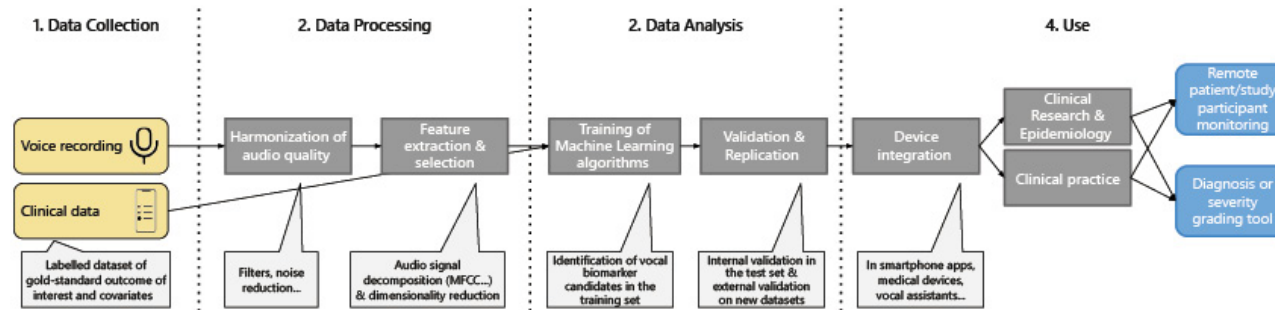 1. Data Collection
2. Data Processing
2. Data Analysis
4. Use
Voice recording
Clinical data
Labelled dataset of
gold-standard outcome of
interest and covariates
Harmonization of
audio quality
Feature
extraction &
selection
Filters, noise
reduction...
Audio signal
decomposition (MFCC...)
& dimensionality reduction
Training of
Machine Learning
algorithms
Validation &
Replication
Identification of vocal
biomarker
candidates in the
training set
Internal validation in
the test set &
external validation
on new datasets
Device
integration
Clinical
Research &
Epidemiology
Clinical practice
In smartphone apps,
medical devices,
vocal assistants...
Remote
patient/study
participant
monitoring
Diagnosis or
severity
grading tool